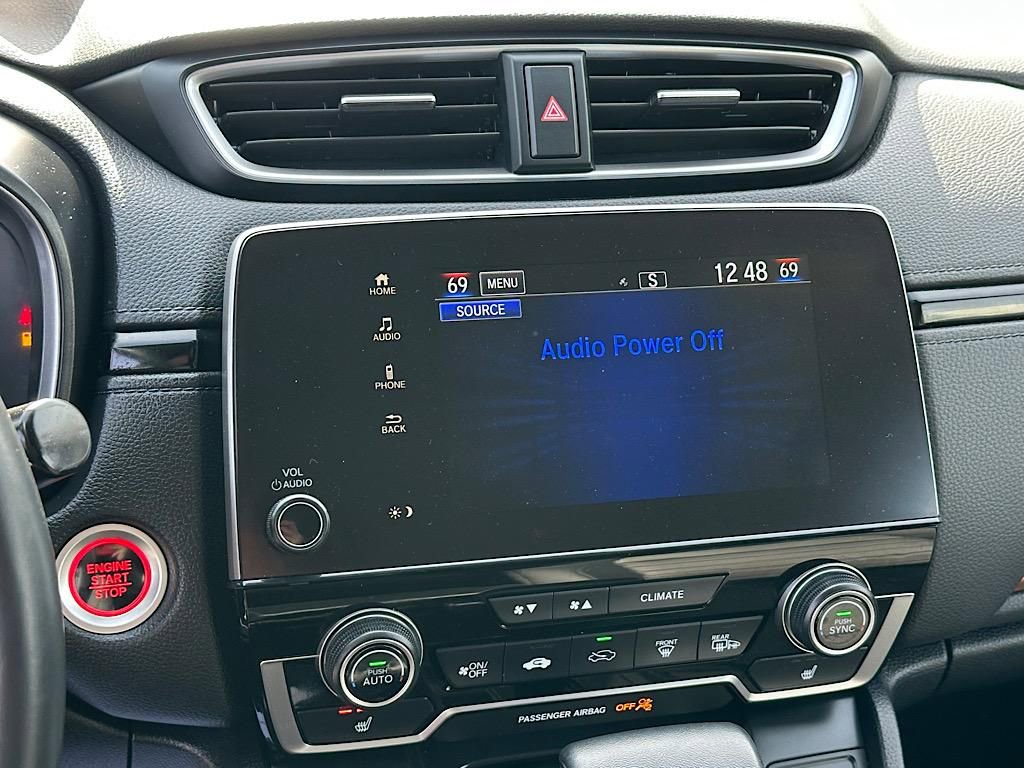 HOME
69 MENU S 12 48 69
SOURCE
AUDIO
Audio Power Off
PHONE
BACK
VOL
AUDIO
ENGINE
START
STOP
CLIMATE
PUSH
AUTO
ON/
OFF
FRONT
REAR
PUSH
SYNC
PASSENGER AIRBAG OFF